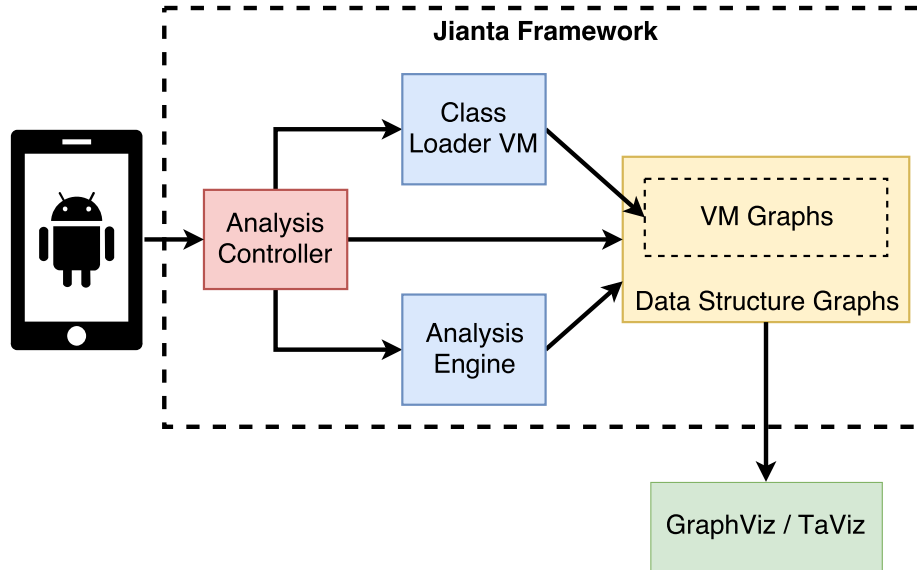 Jianta Framework
Class
Loader VM
Analysis
Controller
VM Graphs
Data Structure Graphs
Analysis
Engine
GraphViz / TaViz